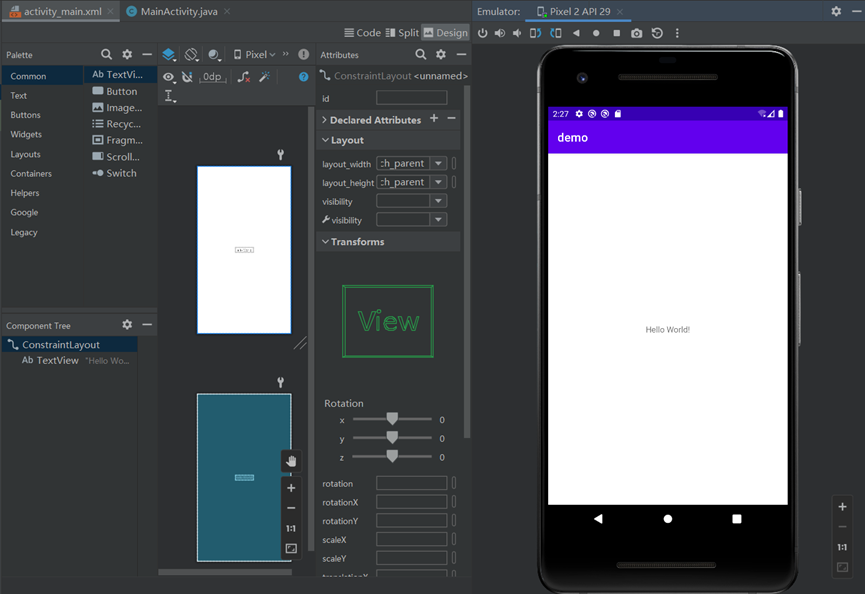 activity_main.xml
MainActivity.java
Emulator:
Pixel 2 API 29
Code
Split
Design
Palette
Pixel
Attributes
Common
Text
Buttons
Widgets
Layouts
Containers
Helpers
Google
Legacy
Ab TextVi...
Button
Image...
Recyc...
Fragm...
Scroll...
Switch
0dp
ConstraintLayout <unnamed>
id
Declared Attributes
Layout
layout_width
ch_parent
layout_height
ch_parent
visibility
visibility
Transforms
View
Rotation
x 0
y 0
z 0
rotation
rotationX
rotationY
scaleX
scaleY
Component Tree
ConstraintLayout
Ab TextView "Hello Wo...
1:1
2:27
demo
Hello World!
1:1